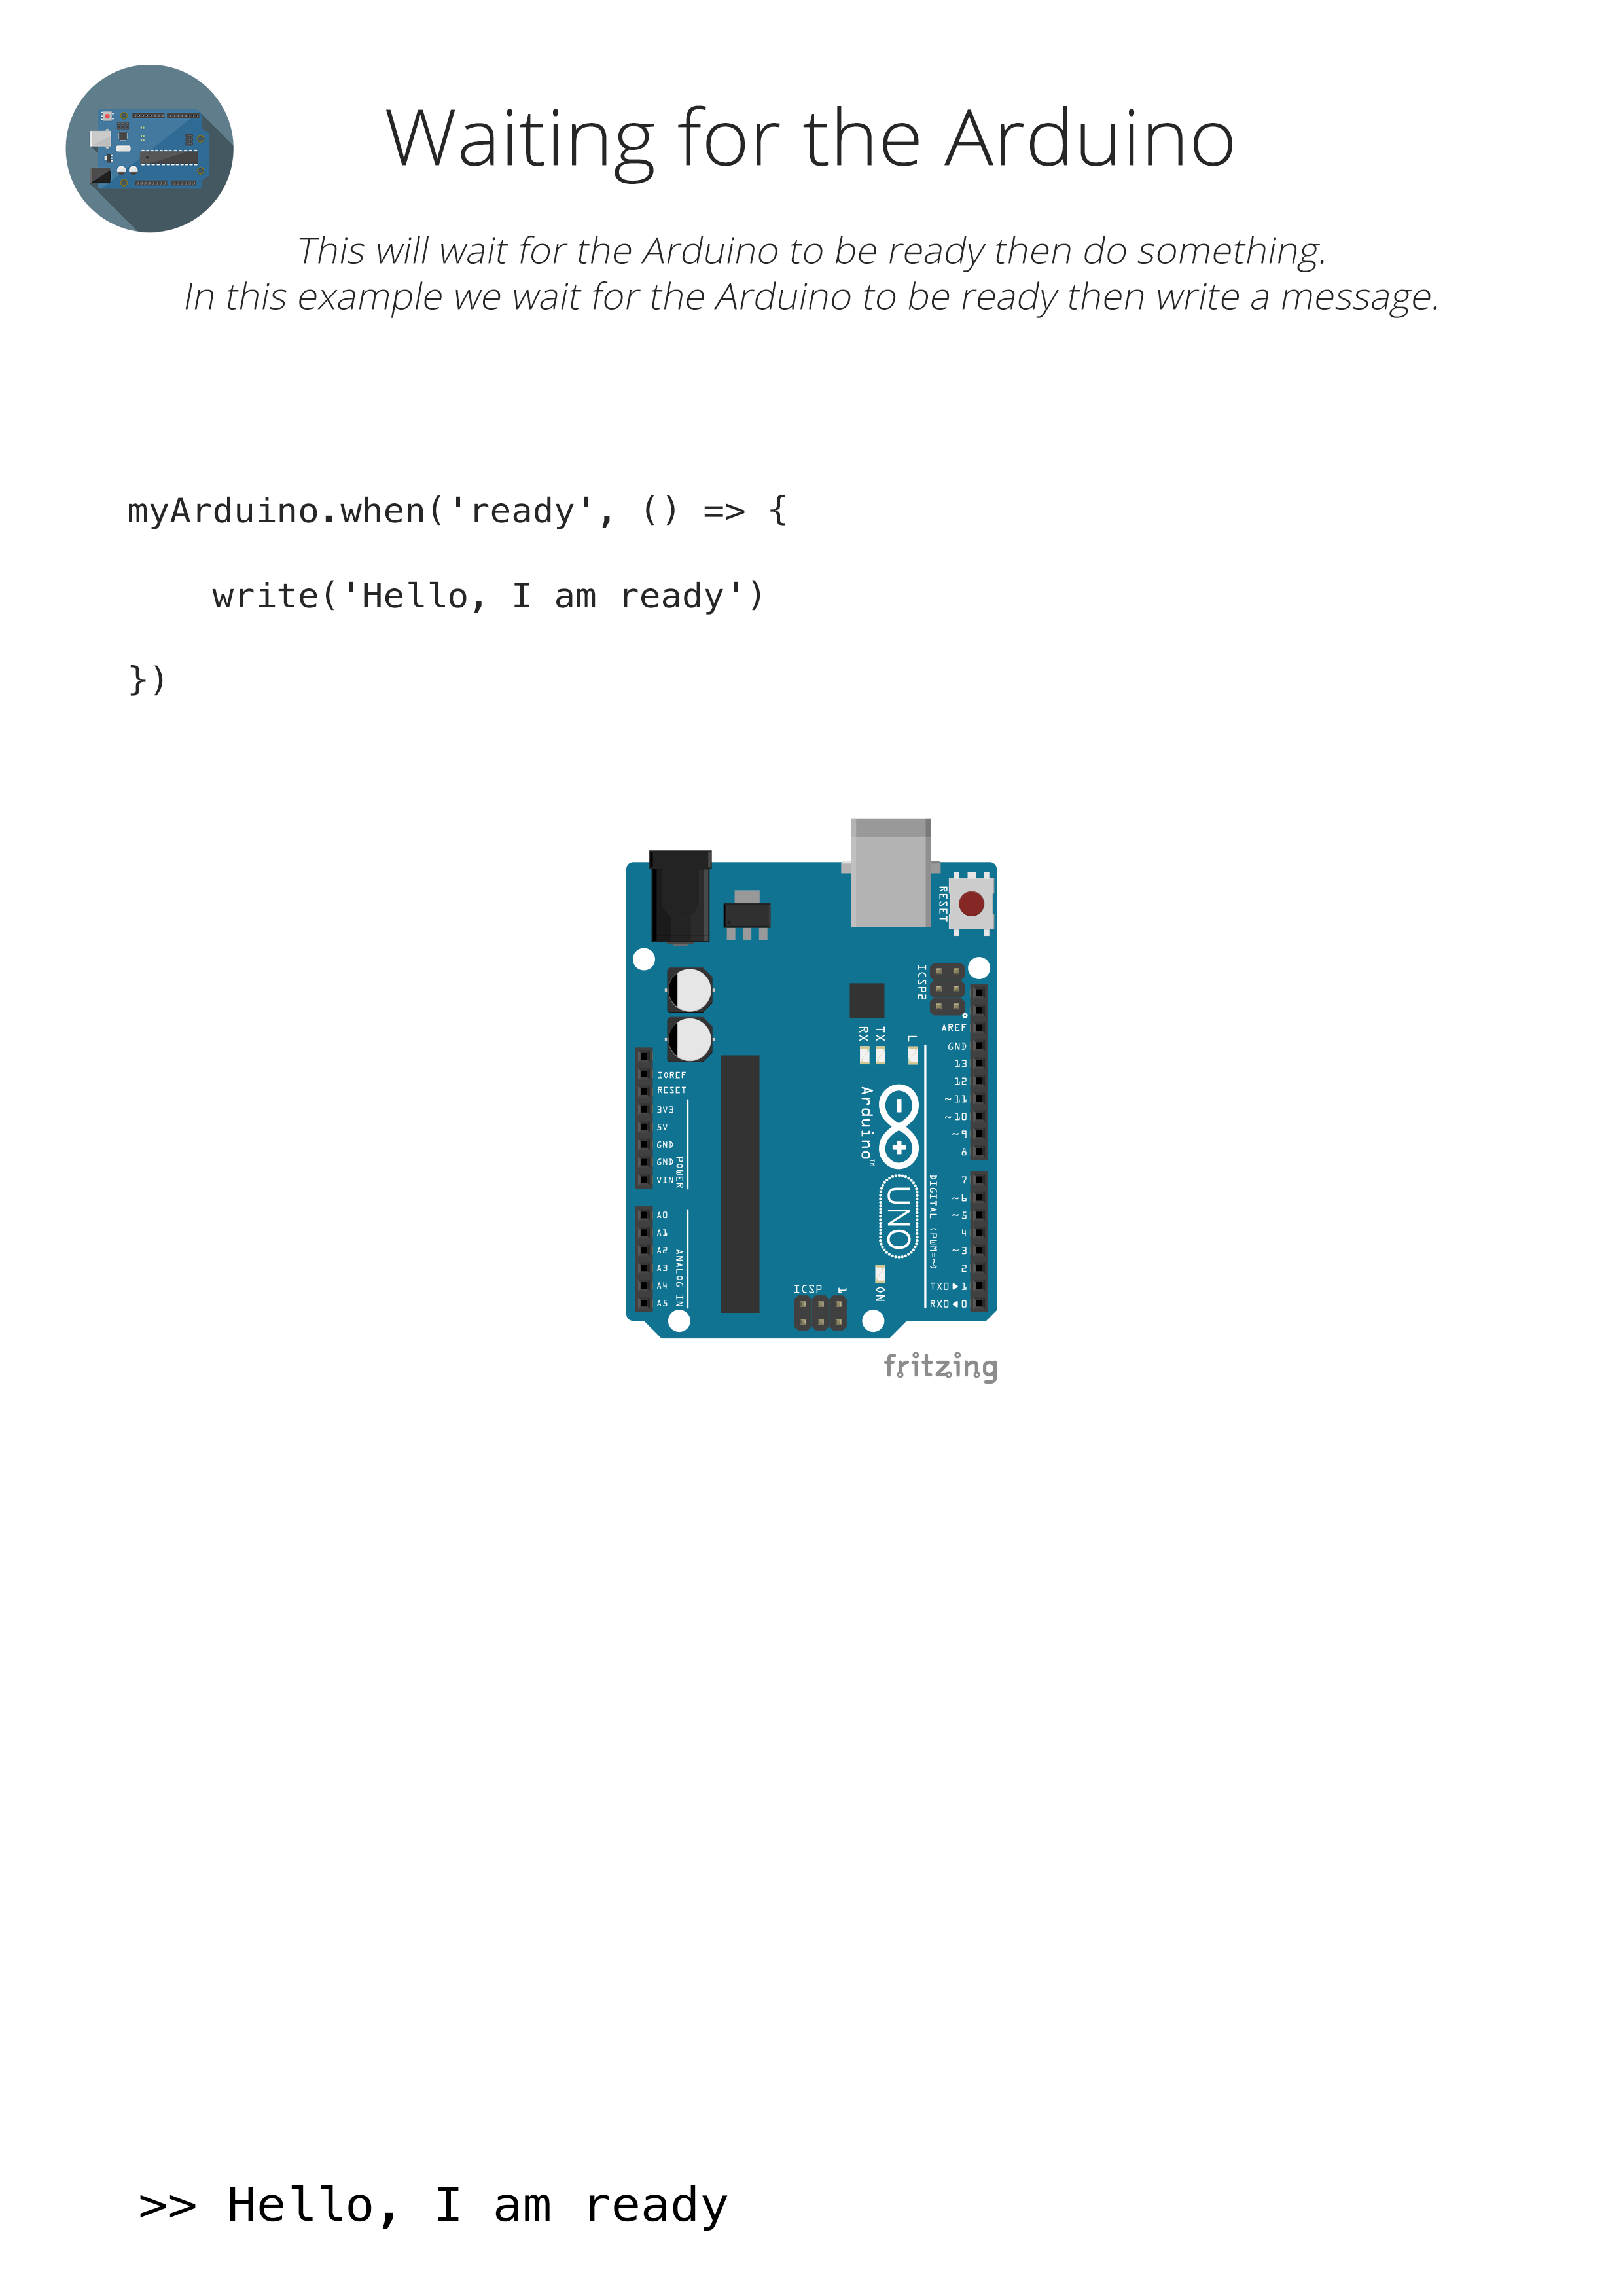 Waiting for the Arduino
This will wait for the Arduino to be ready then do something.
In this example we wait for the Arduino to be ready then write a message.
myArduino.when('ready', () => {
write('Hello, I am ready')
})
RESET
ICSP2
AREF
GND
13
12
~11
~10
~9
8
7
~6
~5
4
~3
2
TX0▶1
RX0◀0
RX
TX
L
Arduino™
UNO
DIGITAL (PWM=~)
ON
ICSP
1
IOREF
RESET
3V3
5V
GND
GND
VIN
POWER
A0
A1
A2
A3
A4
A5
ANALOG IN
fritzing
>> Hello, I am ready